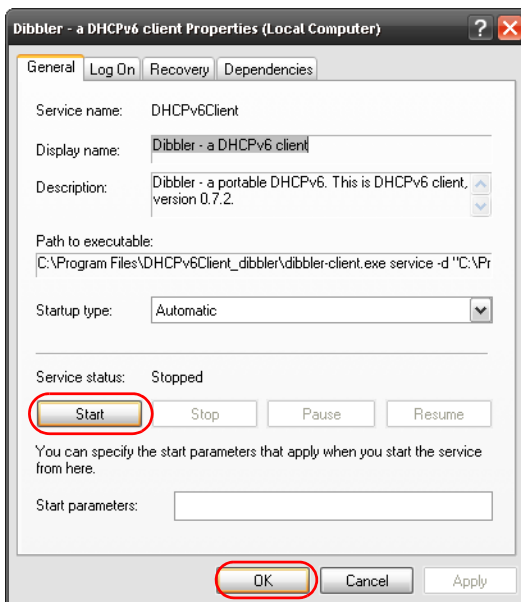 Dibbler - a DHCPv6 client Properties (Local Computer)
General Log On Recovery Dependencies
Service name: DHCPv6Client
Display name: Dibbler - a DHCPv6 client
Description: Dibbler - a portable DHCPv6. This is DHCPv6 client,
version 0.7.2.
Path to executable:
C:\Program Files\DHCPv6Client_dibbler\dibbler-client.exe service -d "C:\Pr
Startup type: Automatic
Service status: Stopped
Start Stop Pause Resume
You can specify the start parameters that apply when you start the service
from here.
Start parameters:
OK Cancel Apply